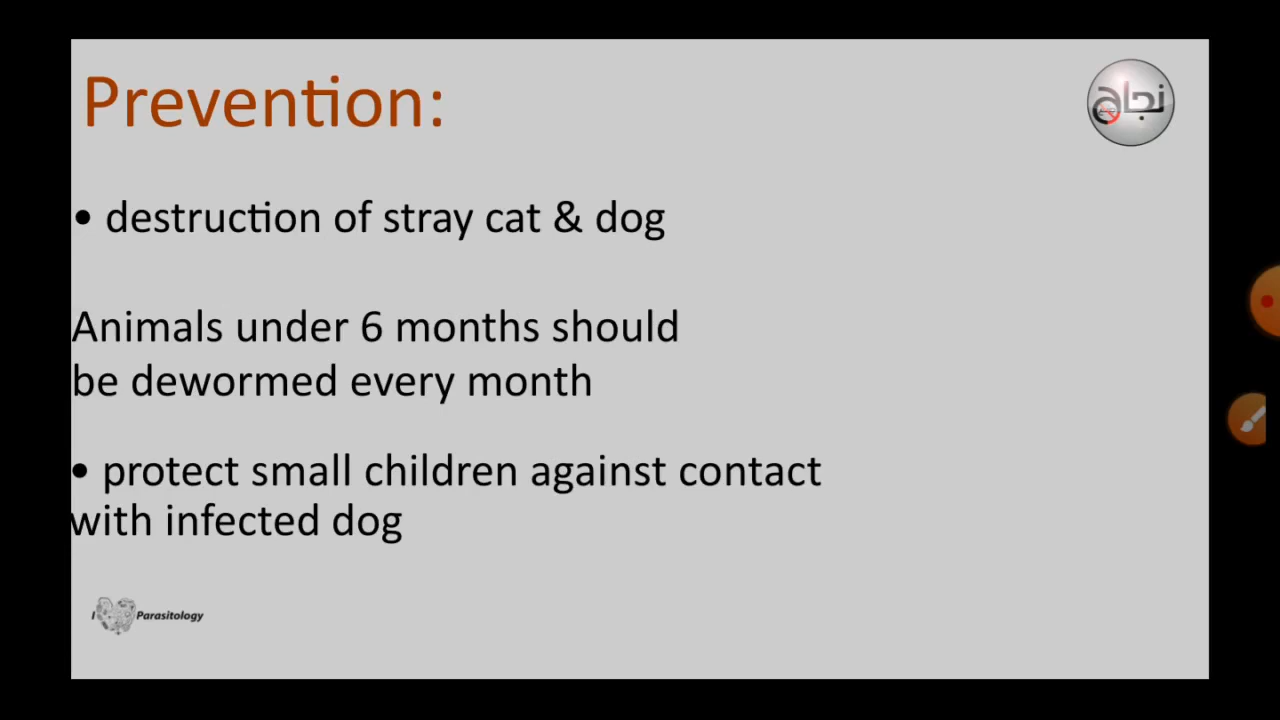 Prevention:
نجاح
• destruction of stray cat & dog
Animals under 6 months should
be dewormed every month
• protect small children against contact
with infected dog
I Parasitology